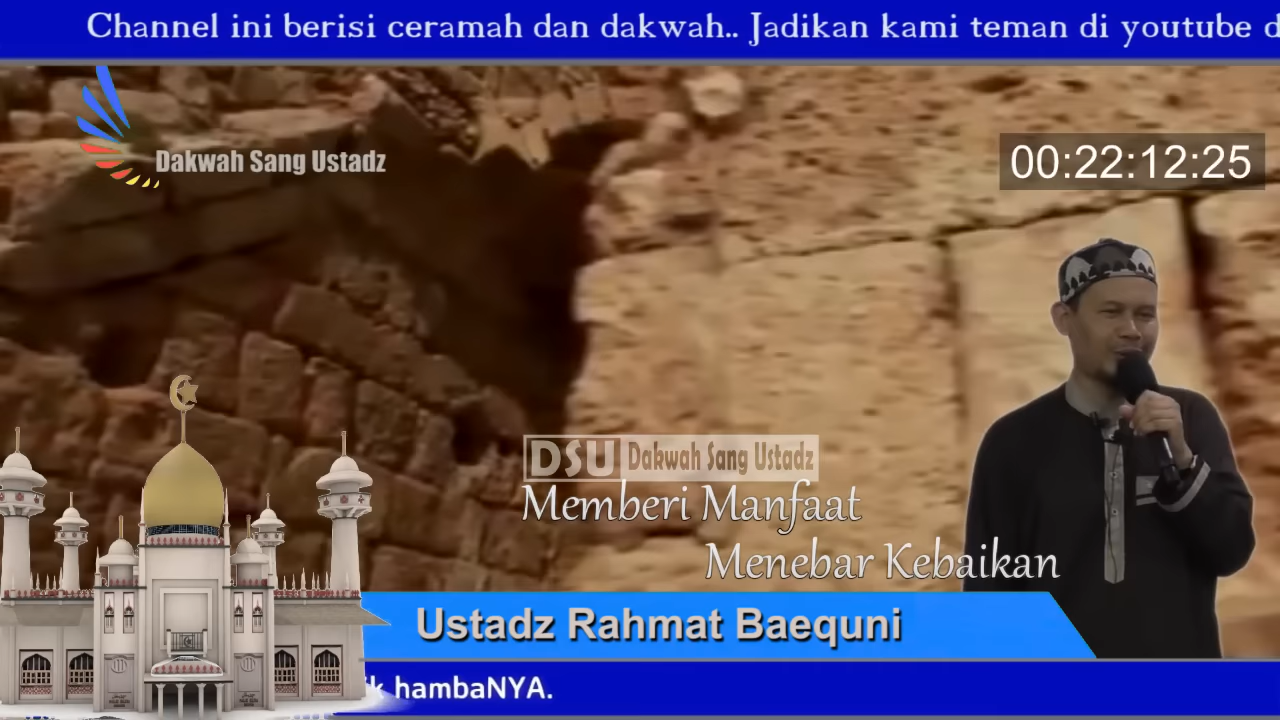 Channel ini berisi ceramah dan dakwah.. Jadikan kami teman di youtube d
Dakwah Sang Ustadz
00:22:12:25
DSU Dakwah Sang Ustadz
Memberi Manfaat
Menebar Kebaikan
Ustadz Rahmat Baequni
k hambaNYA.